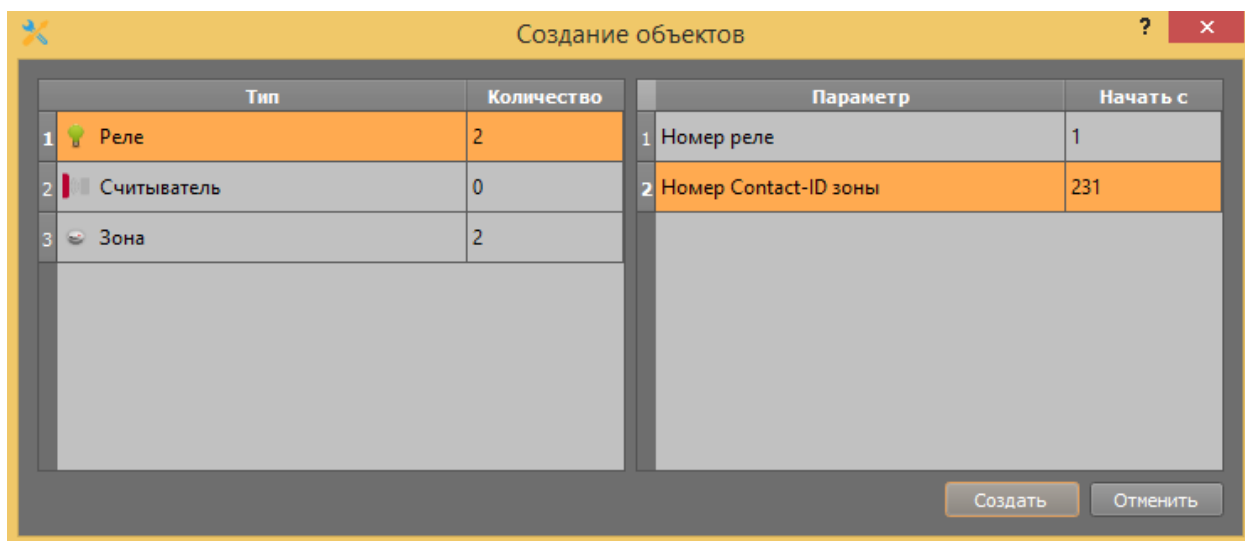 Создание объектов
?
×
Тип Количество
1 Реле 2
2 Считыватель 0
3 Зона 2
Параметр Начать с
1 Номер реле 1
2 Номер Contact-ID зоны 231
Создать Отменить